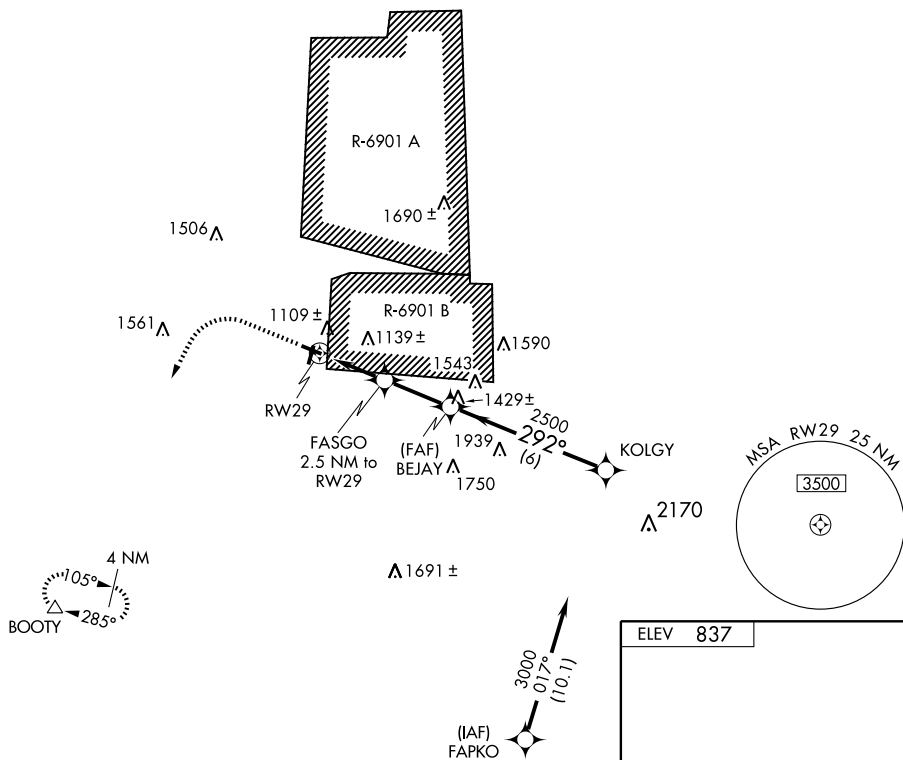 R-6901 A
1690 ±
1506
R-6901 B
1109 ±
1561
1139 ±
1590
1543
RW29
1429±
FASGO
2.5 NM to
RW29
(FAF)
BEJAY
1939
1750
2500
292°
(6)
KOLGY
MSA RW29 25 NM
3500
2170
4 NM
105°
285°
BOOTY
1691 ±
ELEV 837
3000
017°
(10.1)
(IAF)
FAPKO